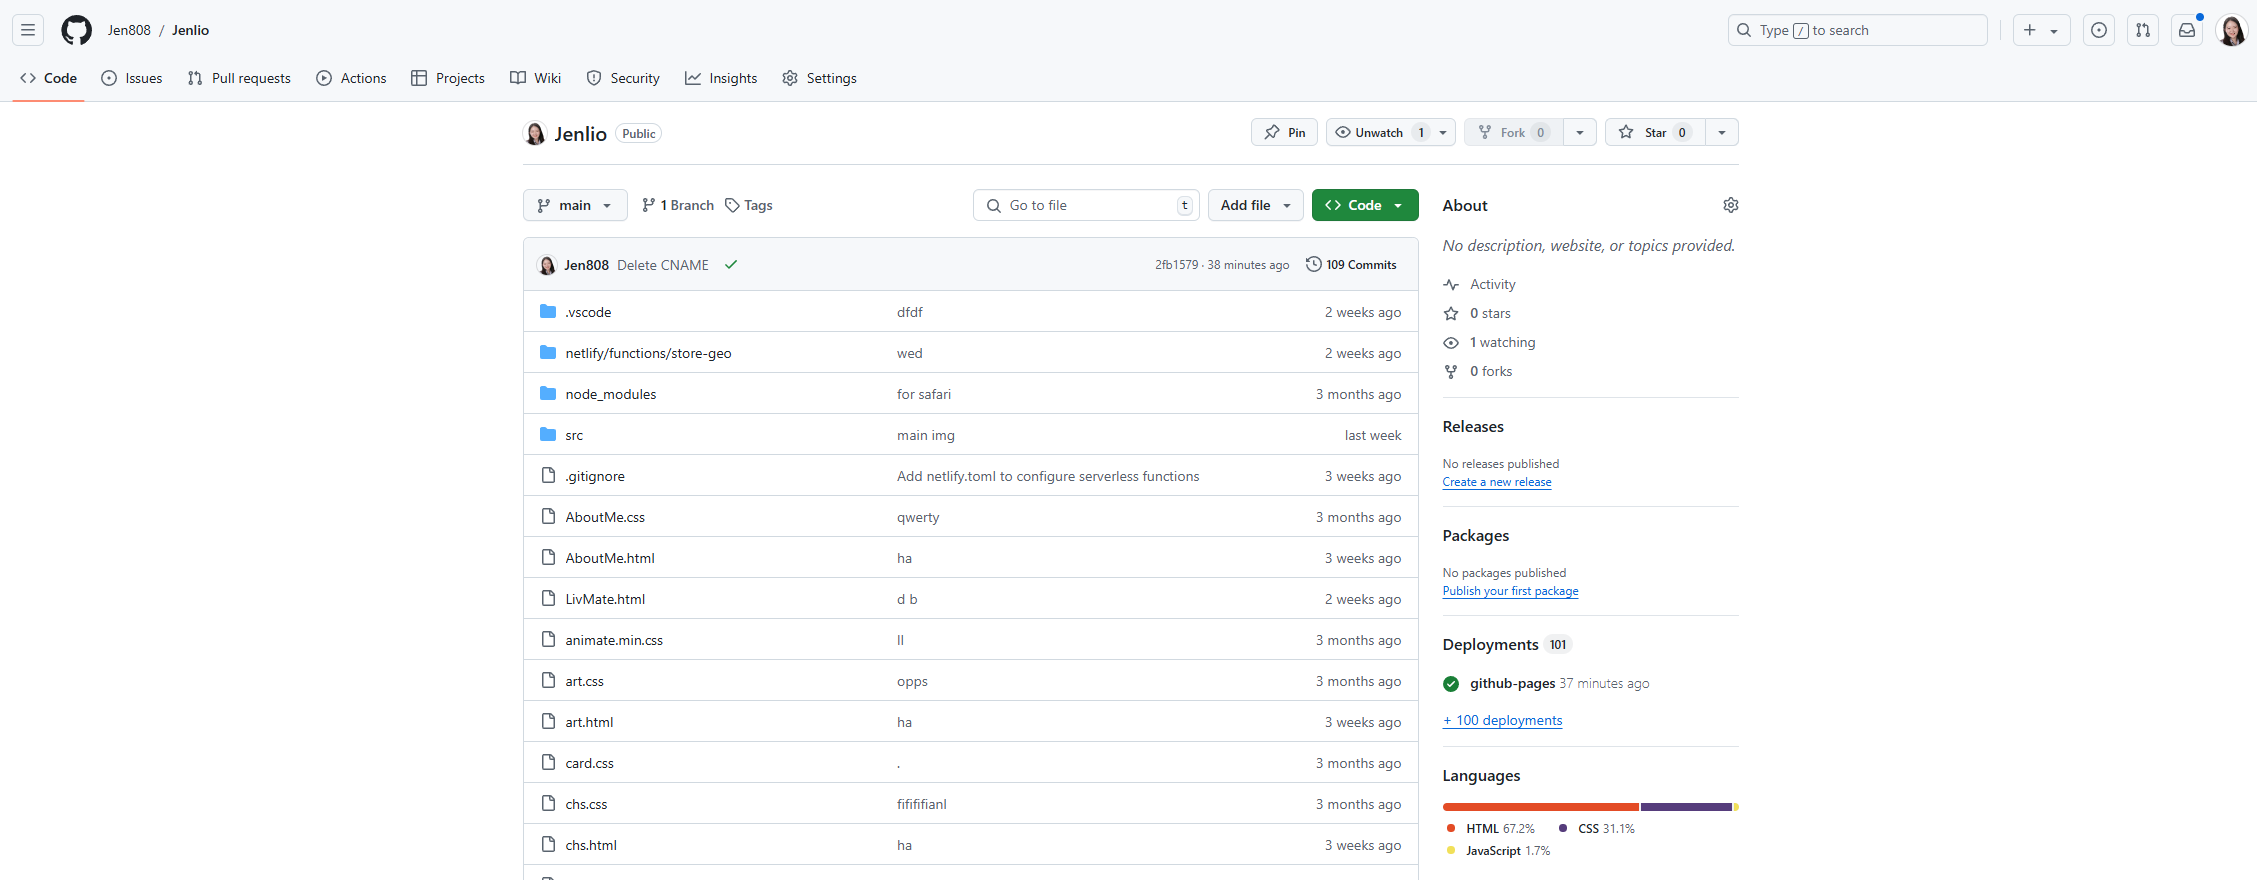 Jen808 / Jenlio
Type / to search
Code Issues Pull requests Actions Projects Wiki Security Insights Settings
Jenlio Public
Pin Unwatch 1 Fork 0 Star 0
main 1 Branch Tags Go to file t Add file Code
Jen808 Delete CNAME 2fb1579 · 38 minutes ago 109 Commits
.vscode dfdf 2 weeks ago
netlify/functions/store-geo wed 2 weeks ago
node_modules for safari 3 months ago
src main img last week
.gitignore Add netlify.toml to configure serverless functions 3 weeks ago
AboutMe.css qwerty 3 months ago
AboutMe.html ha 3 weeks ago
LivMate.html d b 2 weeks ago
animate.min.css ll 3 months ago
art.css opps 3 months ago
art.html ha 3 weeks ago
card.css . 3 months ago
chs.css fifififianl 3 months ago
chs.html ha 3 weeks ago
About
No description, website, or topics provided.
Activity
0 stars
1 watching
0 forks
Releases
No releases published
Create a new release
Packages
No packages published
Publish your first package
Deployments 101
github-pages 37 minutes ago
+ 100 deployments
Languages
HTML 67.2% CSS 31.1%
JavaScript 1.7%